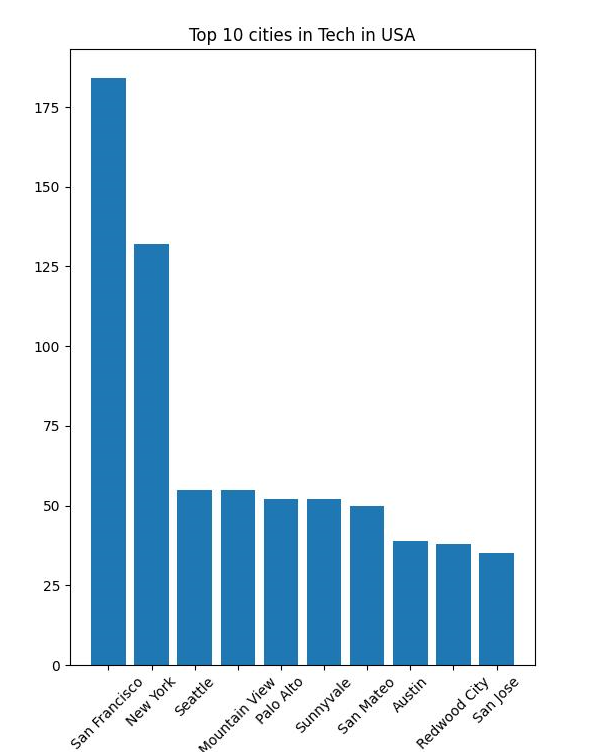 Top 10 cities in Tech in USA
175
150
125
100
75
50
25
0
San Francisco
New York
Seattle
Mountain View
Palo Alto
Sunnyvale
San Mateo
Austin
Redwood City
San Jose